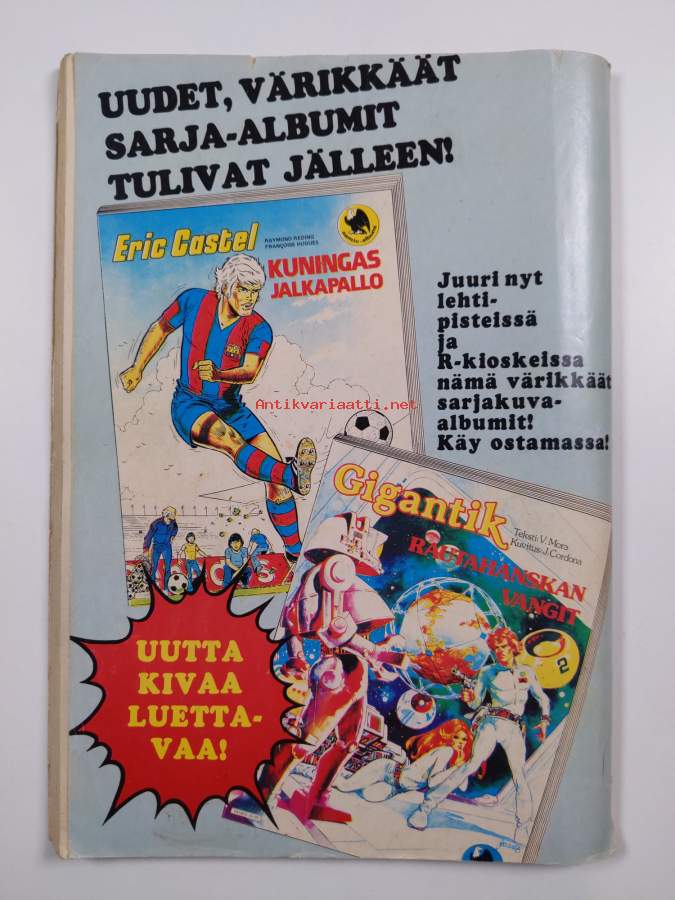 UUDET, VÄRIKKÄÄT
SARJA-ALBUMIT
TULIVAT JÄLLEEN!
Eric Castel
RAYMOND REDING
FRANÇOISE HUGUES
KUNINGAS
JALKAPALLO
Juuri nyt
lehti-
pisteissä
ja
R-kioskeissa
nämä värikkäät
sarjakuva-
albumit!
Käy ostamassa!
Antikvariaatti.net
Gigantik
Teksti: V. Mora
Kuvitus: J. Cordona
RAUTAHANSKAN
VANGIT
2
UUTTA
KIVAA
LUETTA-
VAA!